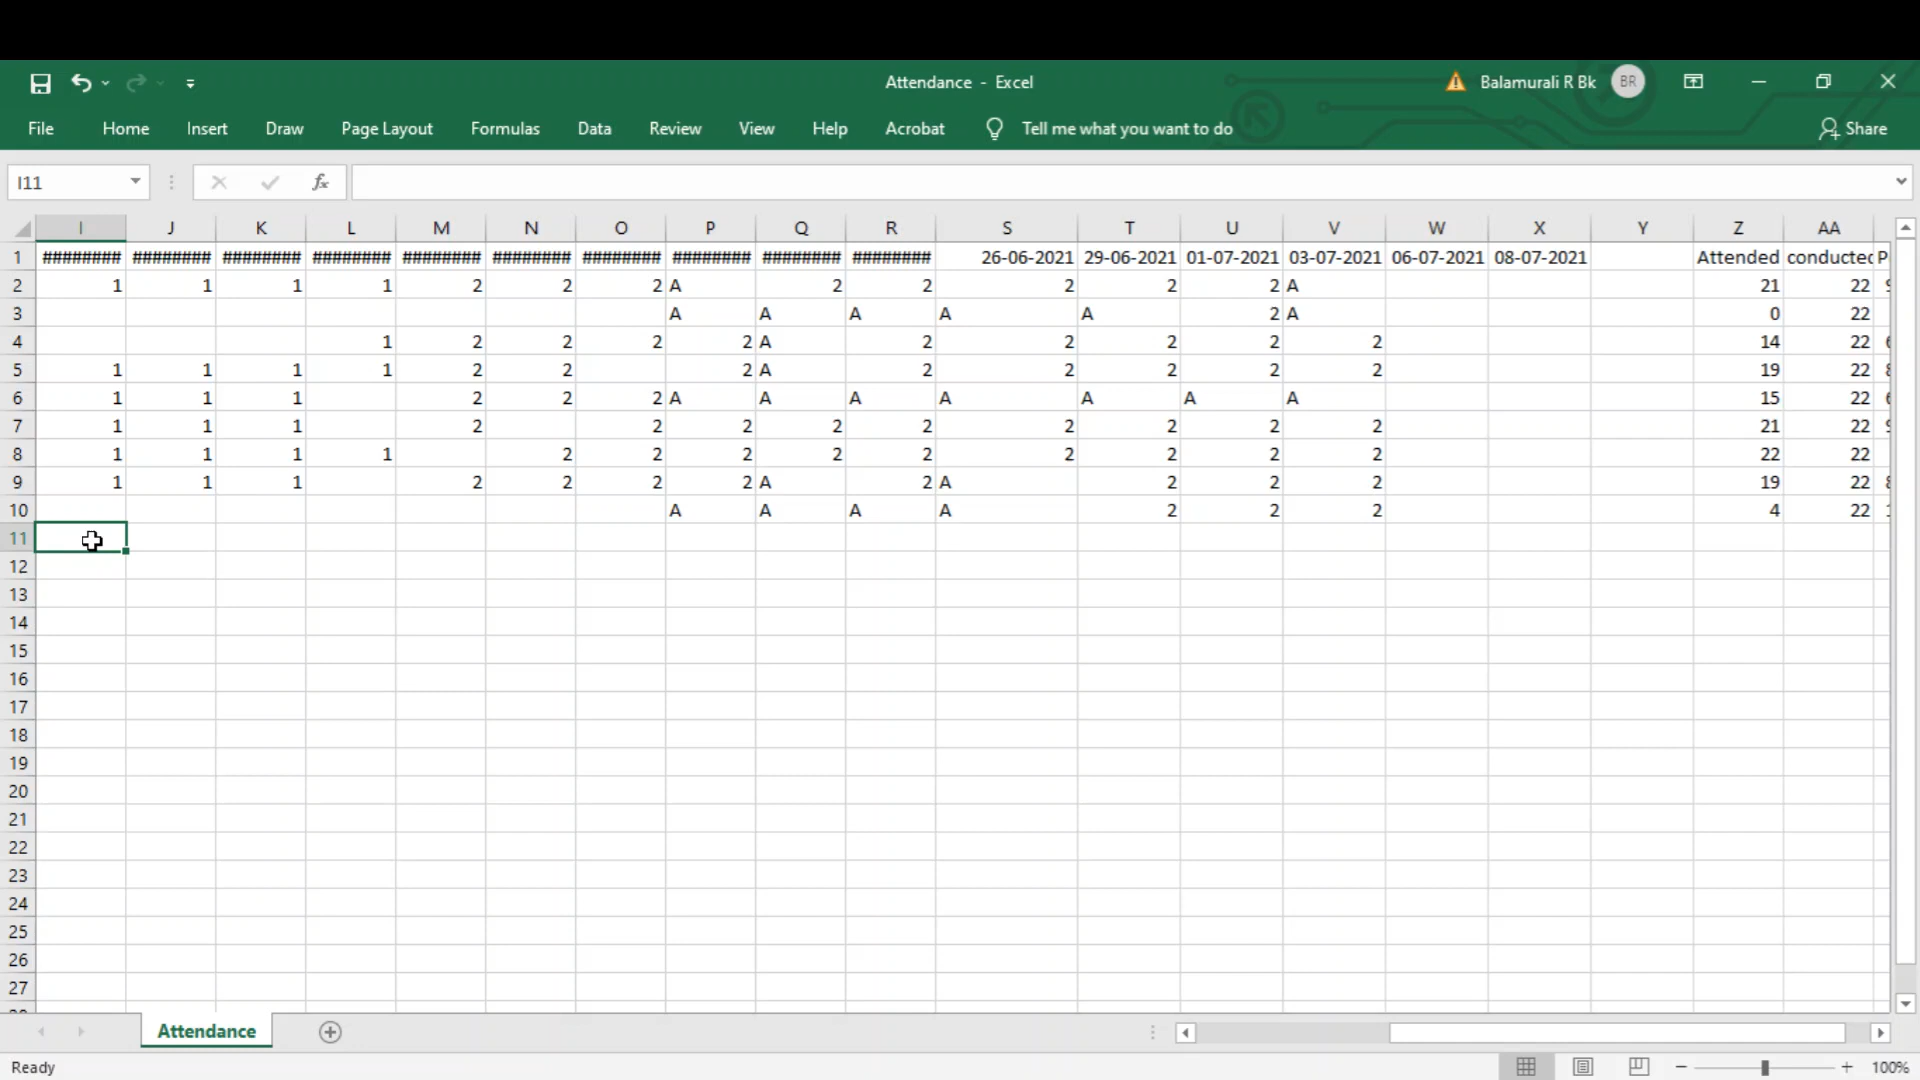 Attendance - Excel
Balamurali R Bk BR
File Home Insert Draw Page Layout Formulas Data Review View Help Acrobat Tell me what you want to do Share
I11 fx
I J K L M N O P Q R S T U V W X Y Z AA
1 ######## ######## ######## ######## ######## ######## ######## ######## ######## ######## 26-06-2021 29-06-2021 01-07-2021 03-07-2021 06-07-2021 08-07-2021 Attended conducted P
2 1 1 1 1 2 2 2 A 2 2 2 2 2 A 21 22
3 A A A A A 2 A 0 22
4 1 2 2 2 2 A 2 2 2 2 2 14 22
5 1 1 1 1 2 2 2 A 2 2 2 2 2 19 22
6 1 1 1 2 2 2 A A A A A A A 15 22
7 1 1 1 2 2 2 2 2 2 2 2 2 21 22
8 1 1 1 1 2 2 2 2 2 2 2 2 2 22 22
9 1 1 1 2 2 2 2 A 2 A 2 2 2 19 22
10 A A A A 2 2 2 4 22
11
12
13
14
15
16
17
18
19
20
21
22
23
24
25
26
27
Attendance
Ready 100%